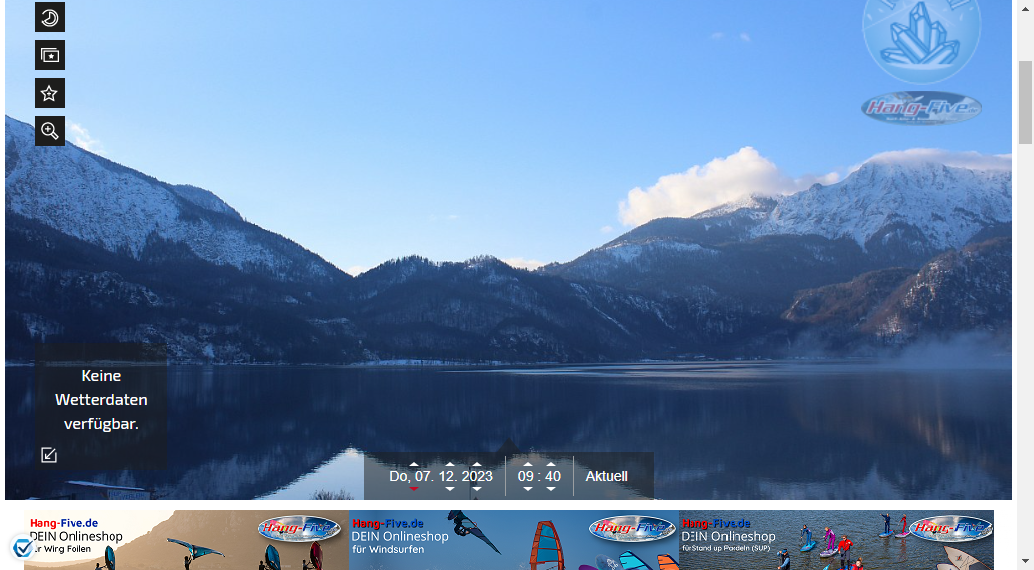 Hang-Five.de
Keine
Wetterdaten
verfügbar.
Do, 07. 12. 2023
09 : 40
Aktuell
Hang-Five.de
DEIN Onlineshop
für Wing Foilen
Hang-Five
Hang-Five.de
DEIN Onlineshop
für Windsurfen
Hang-Five
Hang-Five.de
DEIN Onlineshop
für Stand up Paddeln (SUP)
Hang-Five